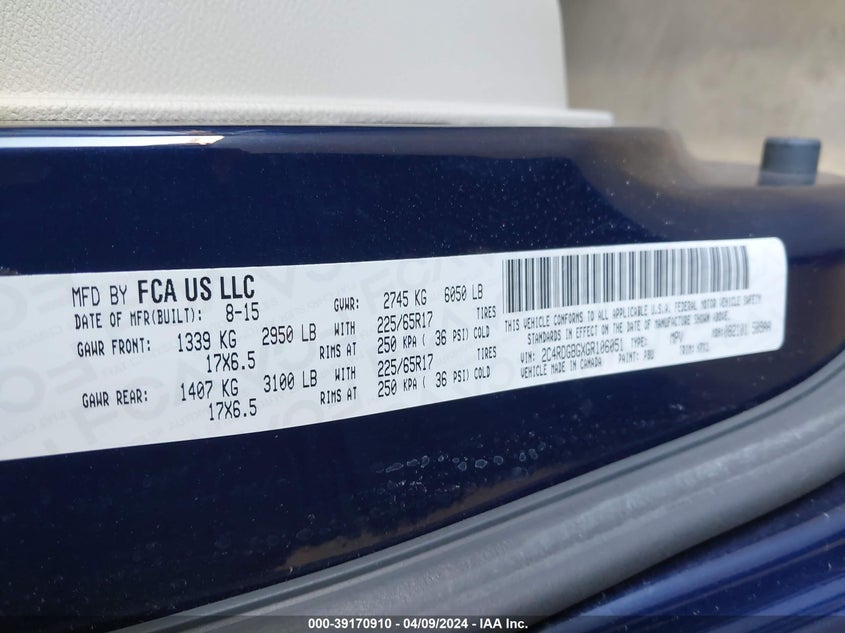 MFD BY FCA US LLC
DATE OF MFR(BUILT): 8-15 GVWR: 2745 KG 6050 LB
GAWR FRONT: 1339 KG 2950 LB WITH 225/65R17 TIRES
17X6.5 RIMS AT 250 KPA ( 36 PSI) COLD
GAWR REAR: 1407 KG 3100 LB WITH 225/65R17 TIRES
17X6.5 RIMS AT 250 KPA ( 36 PSI) COLD
THIS VEHICLE CONFORMS TO ALL APPLICABLE U.S.A. FEDERAL MOTOR VEHICLE SAFETY
STANDARDS IN EFFECT ON THE DATE OF MANUFACTURE SHOWN ABOVE.
VIN: 2C4RDGBGXGR106051 TYPE: MPV
VEHICLE MADE IN CANADA PAINT: PBU TRIM:
000-39170910 - 04/09/2024 - IAA Inc.